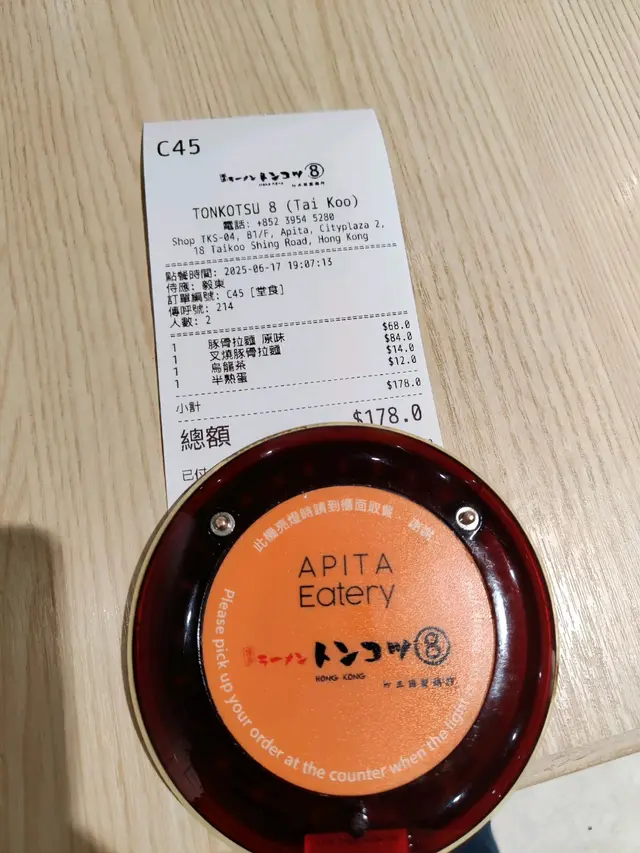 C45
ラーメン トンコツ 8
HONG KONG
TONKOTSU 8 (Tai Koo)
電話: +852 3954 5280
Shop TKS-04, B1/F, Apita, Cityplaza 2,
18 Taikoo Shing Road, Hong Kong
點餐時間: 2025-06-17 19:07:13
侍應: 毅東
訂單編號: C45 [堂食]
傳呼號: 214
人數: 2
1 豚骨拉麵 原味 $68.0
1 叉燒豚骨拉麵 $84.0
1 烏龍茶 $14.0
1 半熟蛋 $12.0
小計 $178.0
總額 $178.0
已付
此機亮燈時請到櫃面取餐
APITA
Eatery
ラーメン トンコツ 8
HONG KONG
Please pick up your order at the counter when the light